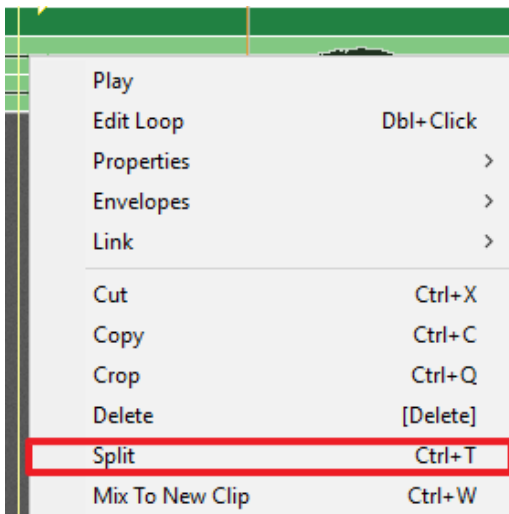 Play
Edit Loop Dbl+Click
Properties >
Envelopes >
Link >
Cut Ctrl+X
Copy Ctrl+C
Crop Ctrl+Q
Delete [Delete]
Split Ctrl+T
Mix To New Clip Ctrl+W